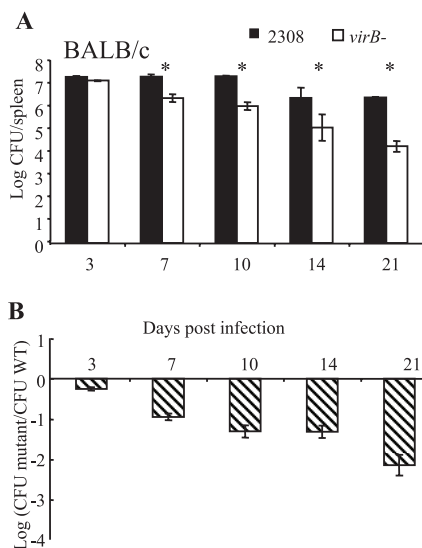 A
BALB/c
2308
virB-
* * * *
Log CFU/spleen
8
7
6
5
4
3
2
1
0
3 7 10 14 21
B
Days post infection
3 7 10 14 21
Log (CFU mutant/CFU WT)
1
0
-1
-2
-3
-4